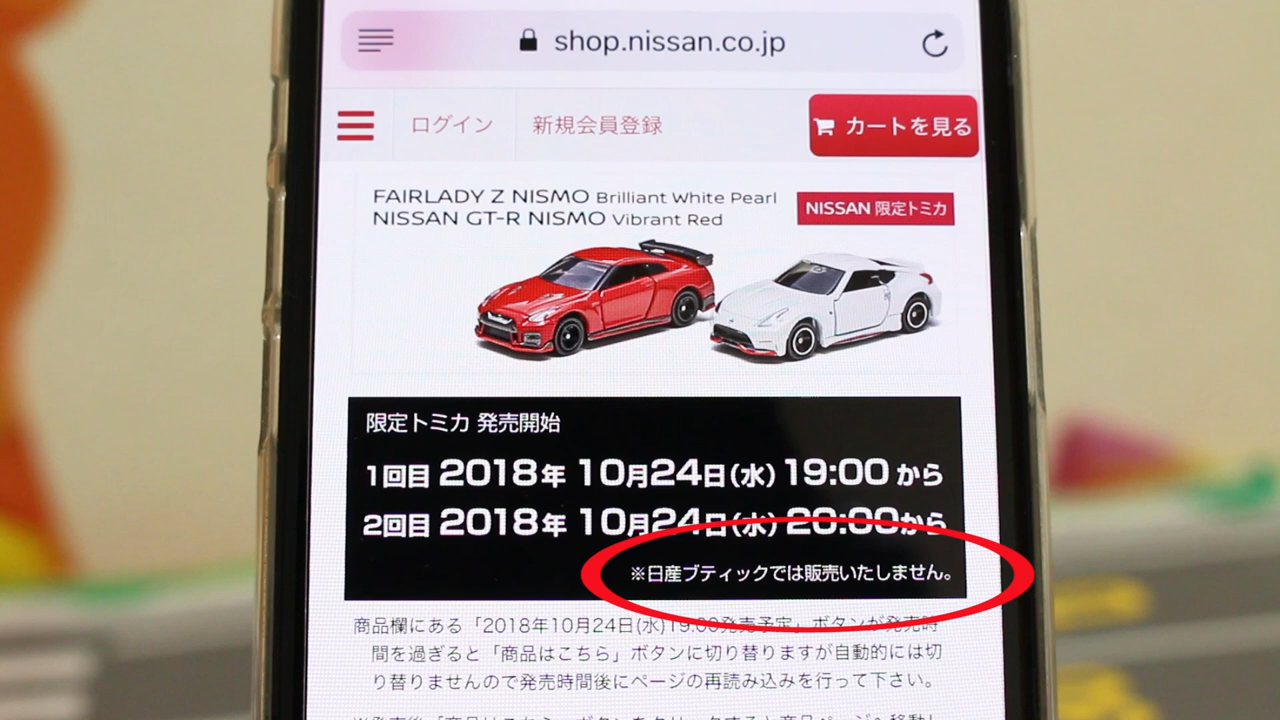 shop.nissan.co.jp
ログイン 新規会員登録 カートを見る
FAIRLADY Z NISMO Brilliant White Pearl
NISSAN GT-R NISMO Vibrant Red
NISSAN 限定トミカ
限定トミカ 発売開始
1回目 2018年 10月24日(水) 19:00 から
2回目 2018年 10月24日(水) 20:00から
※日産ブティックでは販売いたしません。
商品欄にある「2018年10月24日(水)19:00発売予定」ボタンが発売時
間を過ぎると「商品はこちら」ボタンに切り替りますが自動的には切
り替りませんので発売時間後にページの再読み込みを行って下さい。